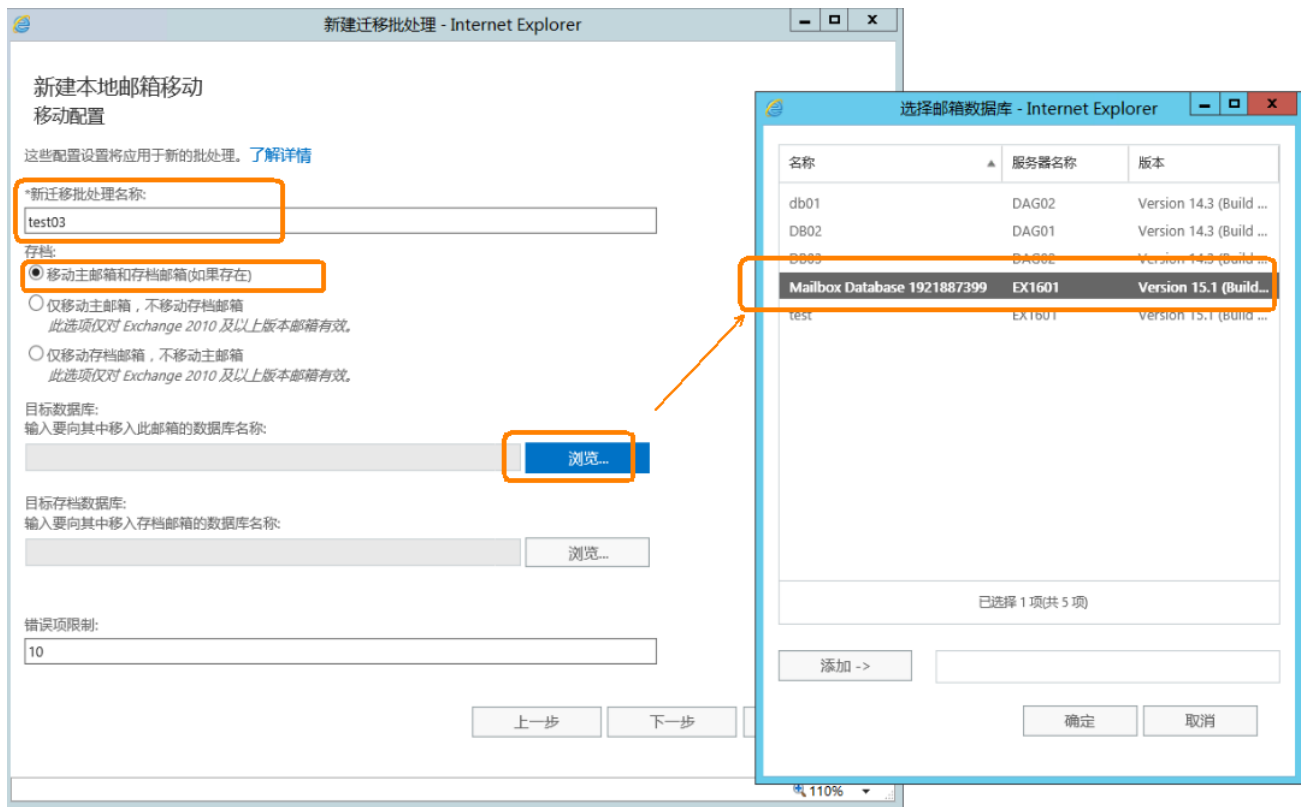 新建迁移批处理 - Internet Explorer
新建本地邮箱移动
移动配置
这些配置设置将应用于新的批处理。了解详情
*新迁移批处理名称:
test03
存档:
移动主邮箱和存档邮箱(如果存在)
仅移动主邮箱，不移动存档邮箱
此选项仅对 Exchange 2010 及以上版本邮箱有效。
仅移动存档邮箱，不移动主邮箱
此选项仅对 Exchange 2010 及以上版本邮箱有效。
目标数据库:
输入要向其中移入此邮箱的数据库名称:
浏览...
目标存档数据库:
输入要向其中移入存档邮箱的数据库名称:
浏览...
错误项限制:
10
上一步 下一步
110%
选择邮箱数据库 - Internet Explorer
名称 服务器名称 版本
db01 DAG02 Version 14.3 (Build ...
DB02 DAG01 Version 14.3 (Build ...
DB03 DAG02 Version 14.3 (Build ...
Mailbox Database 1921887399 EX1601 Version 15.1 (Build...
test EX1601 Version 15.1 (Build ...
已选择 1 项(共 5 项)
添加 ->
确定 取消